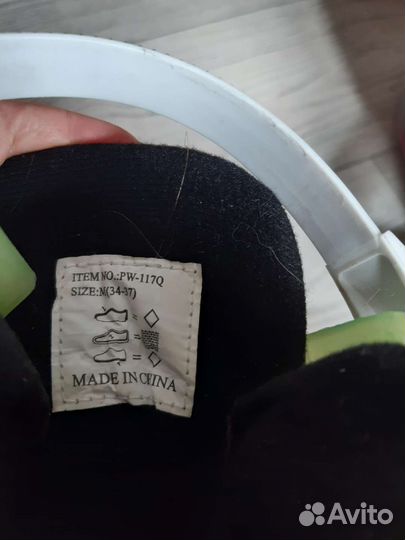 ITEM NO.:PW-117Q
SIZE:M(34-37)
MADE IN CHINA
Avito